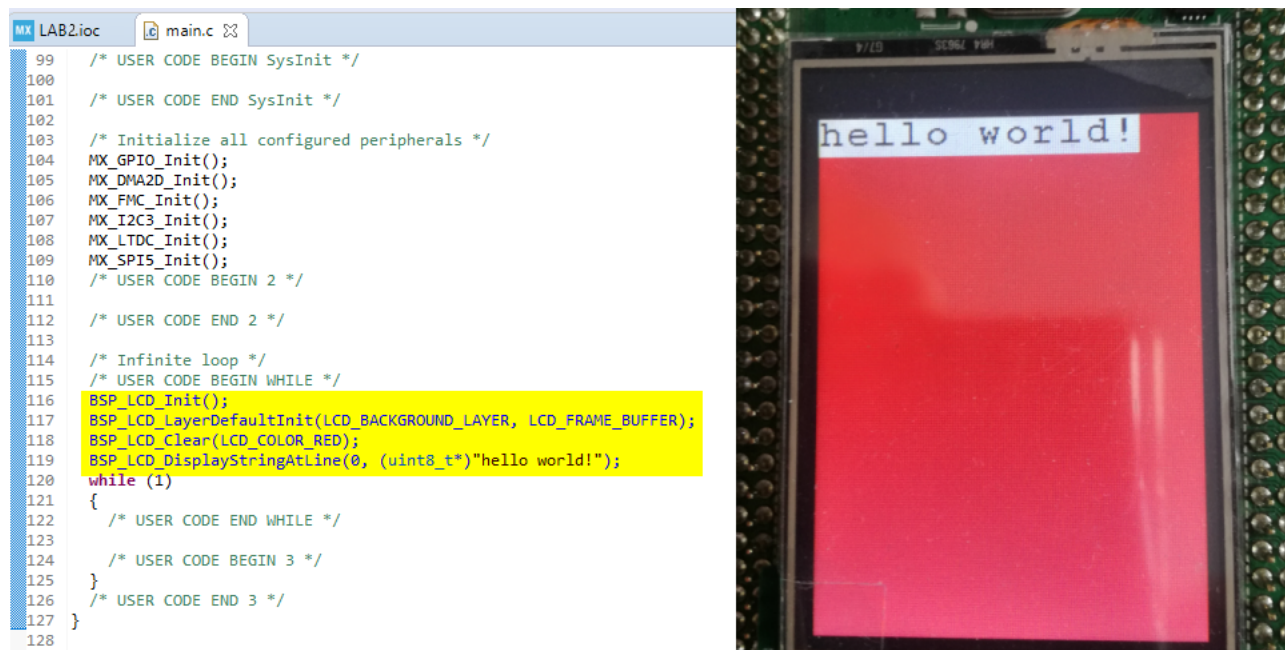 MX LAB2.ioc
.c main.c
99 /* USER CODE BEGIN SysInit */
100
101 /* USER CODE END SysInit */
102
103 /* Initialize all configured peripherals */
104 MX_GPIO_Init();
105 MX_DMA2D_Init();
106 MX_FMC_Init();
107 MX_I2C3_Init();
108 MX_LTDC_Init();
109 MX_SPI5_Init();
110 /* USER CODE BEGIN 2 */
111
112 /* USER CODE END 2 */
113
114 /* Infinite loop */
115 /* USER CODE BEGIN WHILE */
116 BSP_LCD_Init();
117 BSP_LCD_LayerDefaultInit(LCD_BACKGROUND_LAYER, LCD_FRAME_BUFFER);
118 BSP_LCD_Clear(LCD_COLOR_RED);
119 BSP_LCD_DisplayStringAtLine(0, (uint8_t*)"hello world!");
120 while (1)
121 {
122 /* USER CODE END WHILE */
123
124 /* USER CODE BEGIN 3 */
125 }
126 /* USER CODE END 3 */
127 }
128
hello world!